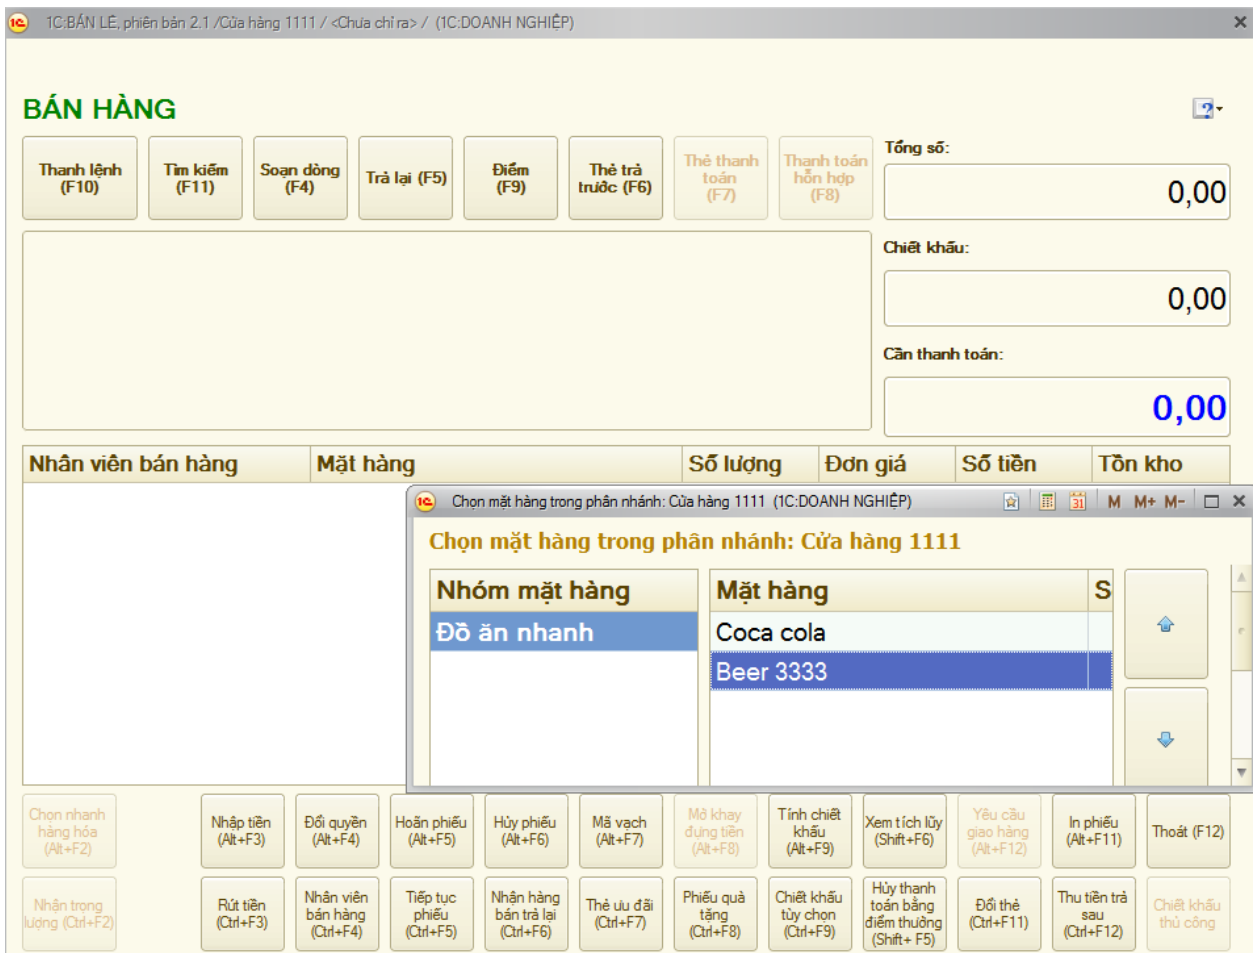 1C:BÁN LẺ, phiên bản 2.1 /Cửa hàng 1111 / <Chưa chỉ ra> / (1C:DOANH NGHIỆP)
BÁN HÀNG
Thanh lệnh
(F10)
Tìm kiếm
(F11)
Soạn dòng
(F4)
Trả lại (F5)
Điểm
(F9)
Thẻ trả
trước (F6)
Thẻ thanh
toán
(F7)
Thanh toán
hỗn hợp
(F8)
Tổng số:
0,00
Chiết khấu:
0,00
Cần thanh toán:
0,00
Nhân viên bán hàng
Mặt hàng
Số lượng
Đơn giá
Số tiền
Tồn kho
Chọn mặt hàng trong phân nhánh: Cửa hàng 1111 (1C:DOANH NGHIỆP)
31
M M+ M-
Chọn mặt hàng trong phân nhánh: Cửa hàng 1111
Nhóm mặt hàng
Đồ ăn nhanh
Mặt hàng
S
Coca cola
Beer 3333
Chọn nhanh
hàng hóa
(Alt+F2)
Nhập tiền
(Alt+F3)
Đổi quyền
(Alt+F4)
Hoãn phiếu
(Alt+F5)
Hủy phiếu
(Alt+F6)
Mã vạch
(Alt+F7)
Mở khay
đựng tiền
(Alt+F8)
Tính chiết
khấu
(Alt+F9)
Xem tích lũy
(Shift+F6)
Yêu cầu
giao hàng
(Alt+F12)
In phiếu
(Alt+F11)
Thoát (F12)
Nhận trọng
lượng (Ctrl+F2)
Rút tiền
(Ctrl+F3)
Nhân viên
bán hàng
(Ctrl+F4)
Tiếp tục
phiếu
(Ctrl+F5)
Nhận hàng
bán trả lại
(Ctrl+F6)
Thẻ ưu đãi
(Ctrl+F7)
Phiếu quà
tặng
(Ctrl+F8)
Chiết khấu
tùy chọn
(Ctrl+F9)
Hủy thanh
toán bằng
điểm thưởng
(Shift+ F5)
Đổi thẻ
(Ctrl+F11)
Thu tiền trả
sau
(Ctrl+F12)
Chiết khấu
thủ công